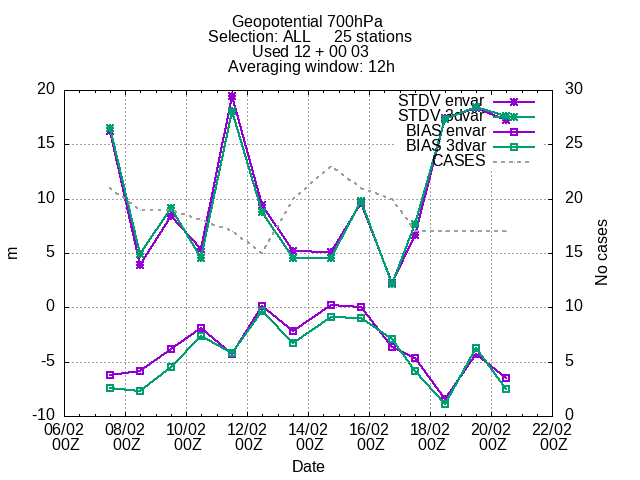 Geopotential 700hPa
Selection: ALL 25 stations
Used 12 + 00 03
Averaging window: 12h
STDV envar
STDV 3dvar
BIAS envar
BIAS 3dvar
CASES
20
15
10
5
0
-5
-10
m
30
25
20
15
10
5
0
No cases
06/02 08/02 10/02 12/02 14/02 16/02 18/02 20/02 22/02
00Z 00Z 00Z 00Z 00Z 00Z 00Z 00Z 00Z
Date